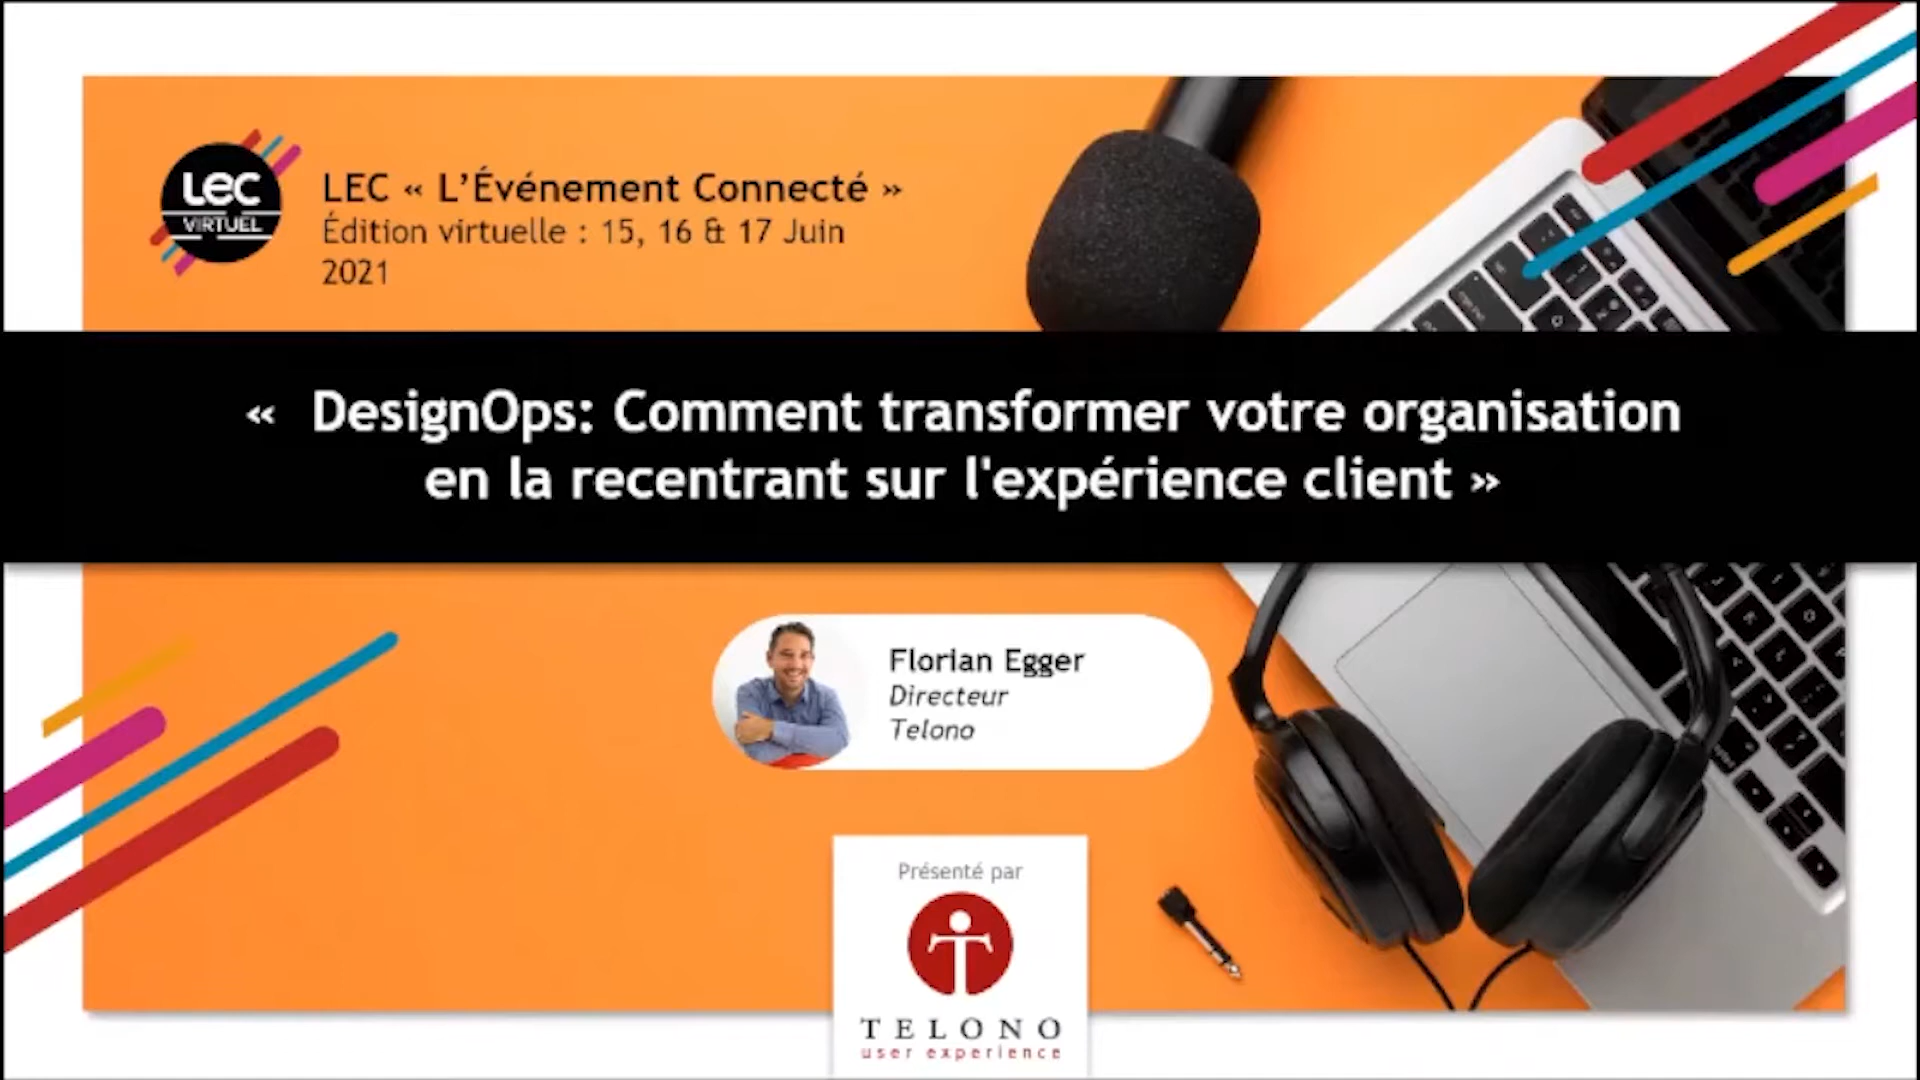 LEC
VIRTUEL
LEC « L’Événement Connecté »
Édition virtuelle : 15, 16 & 17 Juin
2021
« DesignOps: Comment transformer votre organisation
en la recentrant sur l'expérience client »
Florian Egger
Directeur
Telono
Présenté par
TELONO
user experience